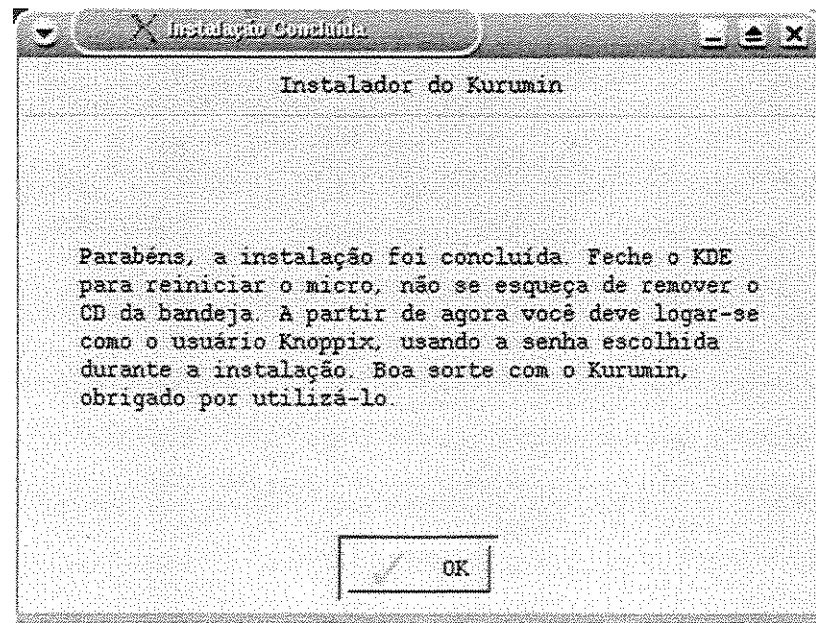 Instalação Concluída
Instalador do Kurumin
Parabéns, a instalação foi concluída. Feche o KDE
para reiniciar o micro, não se esqueça de remover o
CD da bandeja. A partir de agora você deve logar-se
como o usuário Knoppix, usando a senha escolhida
durante a instalação. Boa sorte com o Kurumin,
obrigado por utilizá-lo.
OK